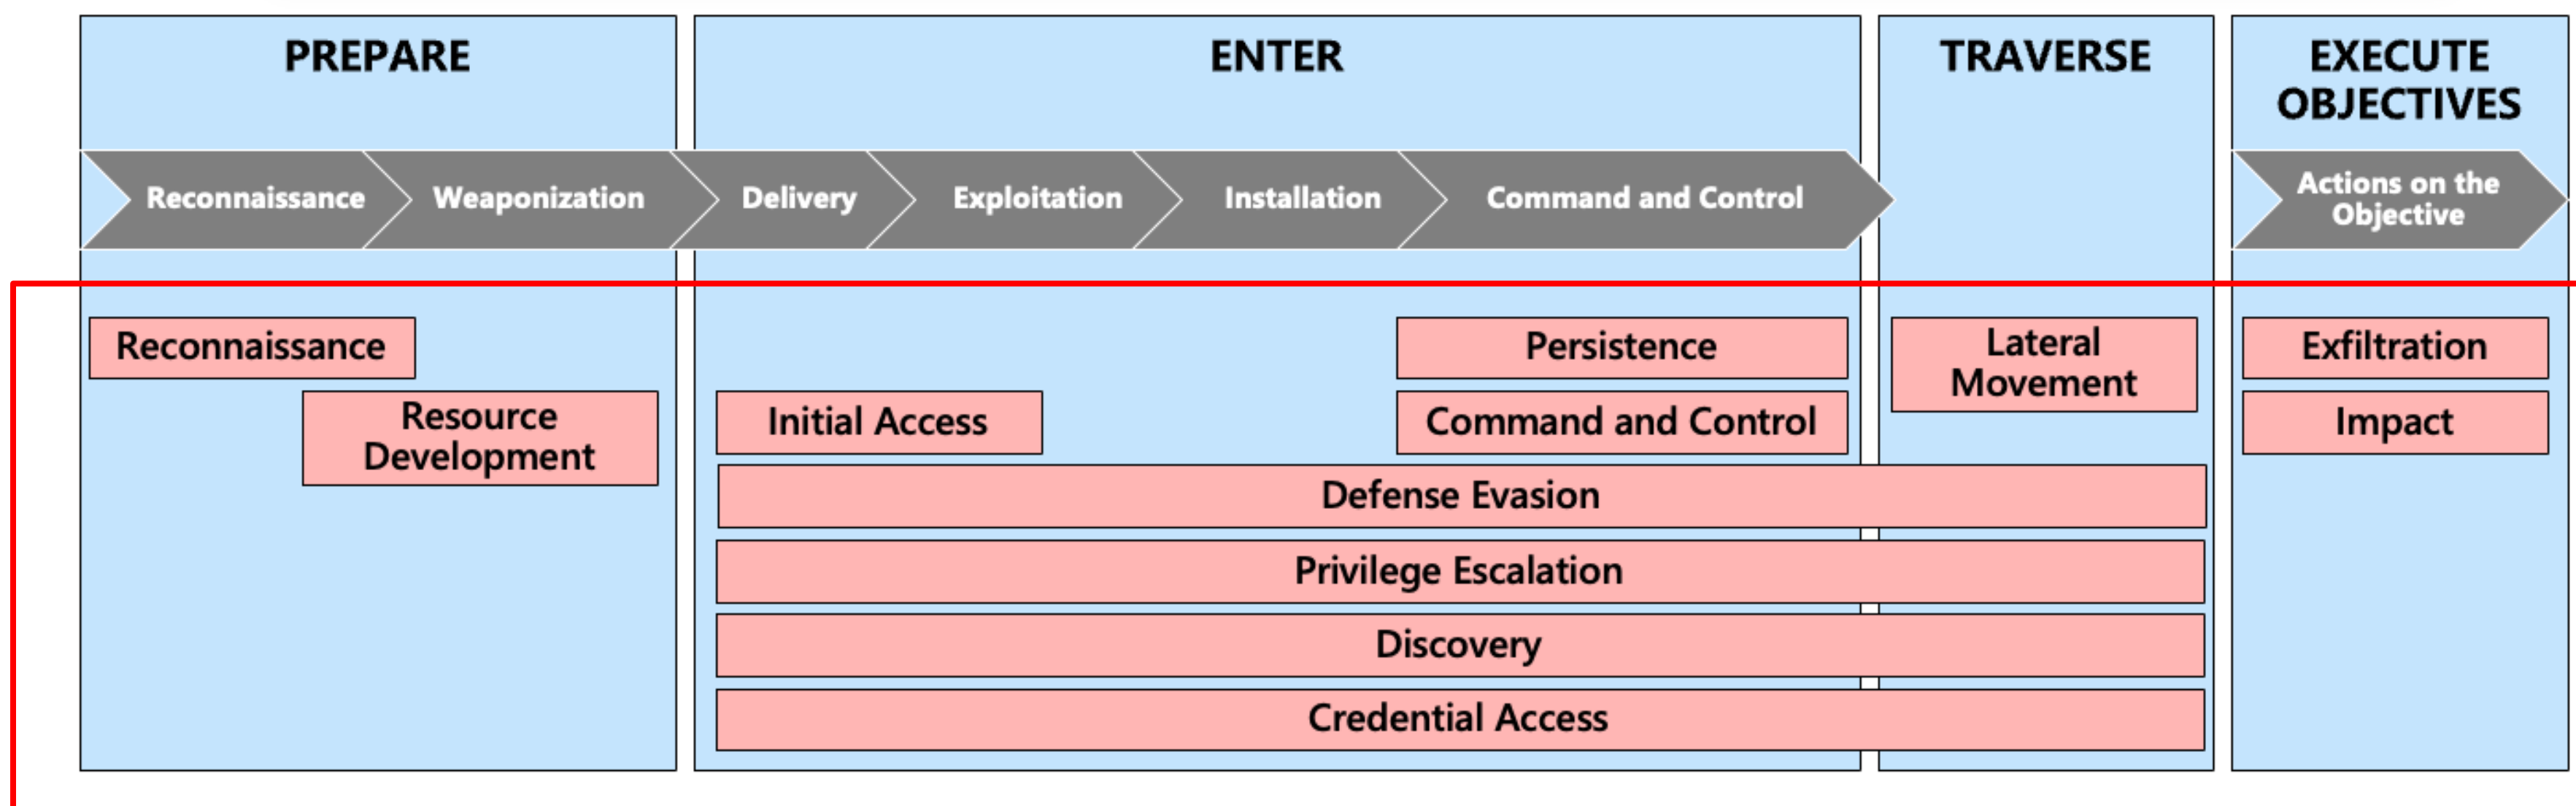 PREPARE
ENTER
TRAVERSE
EXECUTE
OBJECTIVES
Reconnaissance
Weaponization
Delivery
Exploitation
Installation
Command and Control
Actions on the
Objective
Reconnaissance
Resource
Development
Initial Access
Persistence
Command and Control
Lateral
Movement
Exfiltration
Impact
Defense Evasion
Privilege Escalation
Discovery
Credential Access